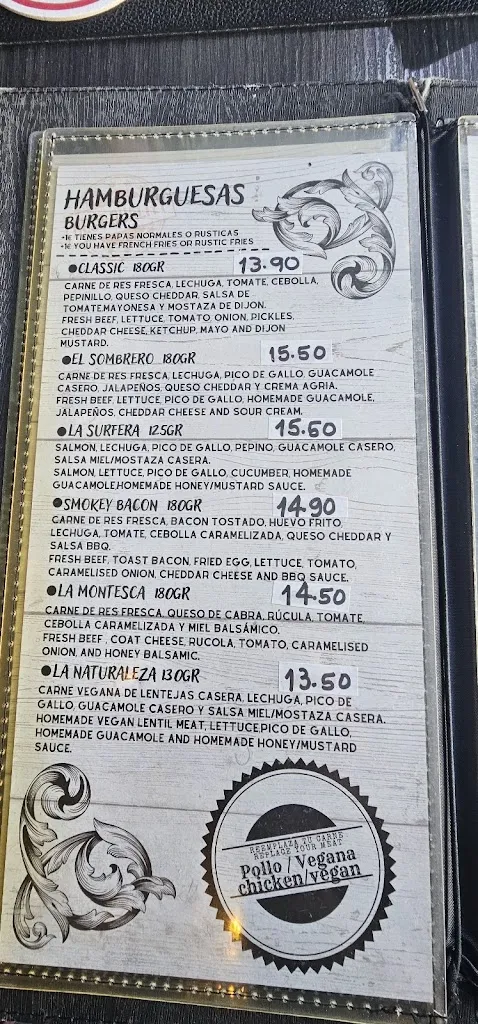 HAMBURGUESAS
BURGERS
+1€ TIENES PAPAS NORMALES O RUSTICAS
+1€ YOU HAVE FRENCH FRIES OR RUSTIC FRIES
●CLASSIC 180GR 13.90
CARNE DE RES FRESCA, LECHUGA, TOMATE, CEBOLLA,
PEPINILLO, QUESO CHEDDAR, SALSA DE
TOMATEMAYONESA Y MOSTAZA DE DIJON.
FRESH BEEF, LETTUCE, TOMATO, ONION, PICKLES,
CHEDDAR CHEESE, KETCHUP, MAYO AND DIJON
MUSTARD.
●EL SOMBRERO 180GR 15.50
CARNE DE RES FRESCA, LECHUGA, PICO DE GALLO, GUACAMOLE
CASERO, JALAPEÑOS, QUESO CHEDDAR Y CREMA AGRIA.
FRESH BEEF, LETTUCE, PICO DE GALLO, HOMEMADE GUACAMOLE,
JALAPEÑOS, CHEDDAR CHEESE AND SOUR CREAM.
●LA SURFERA 125GR 15.50
SALMON, LECHUGA, PICO DE GALLO, PEPINO, GUACAMOLE CASERO,
SALSA MIEL/MOSTAZA CASERA.
SALMON, LETTUCE, PICO DE GALLO, CUCUMBER, HOMEMADE
GUACAMOLE,HOMEMADE HONEY/MUSTARD SAUCE.
●SMOKEY BACON 180GR 14.90
CARNE DE RES FRESCA, BACON TOSTADO, HUEVO FRITO,
LECHUGA, TOMATE, CEBOLLA CARAMELIZADA, QUESO CHEDDAR Y
SALSA BBQ.
FRESH BEEF, TOAST BACON, FRIED EGG, LETTUCE, TOMATO,
CARAMELISED ONION, CHEDDAR CHEESE AND BBQ SAUCE.
●LA MONTESCA 180GR 14.50
CARNE DE RES FRESCA, QUESO DE CABRA, RÚCULA, TOMATE,
CEBOLLA CARAMELIZADA Y MIEL BALSÁMICO.
FRESH BEEF , COAT CHEESE, RUCOLA, TOMATO, CARAMELISED
ONION, AND HONEY BALSAMIC.
●LA NATURALEZA 130GR 13.50
CARNE VEGANA DE LENTEJAS CASERA, LECHUGA, PICO DE
GALLO, GUACAMOLE CASERO Y SALSA MIEL/MOSTAZA CASERA.
HOMEMADE VEGAN LENTIL MEAT, LETTUCE,PICO DE GALLO,
HOMEMADE GUACAMOLE AND HOMEMADE HONEY/MUSTARD
SAUCE.
REEMPLAZA SU CARNE
REPLACE YOUR MEAT
Pollo / Vegana
chicken/vegan